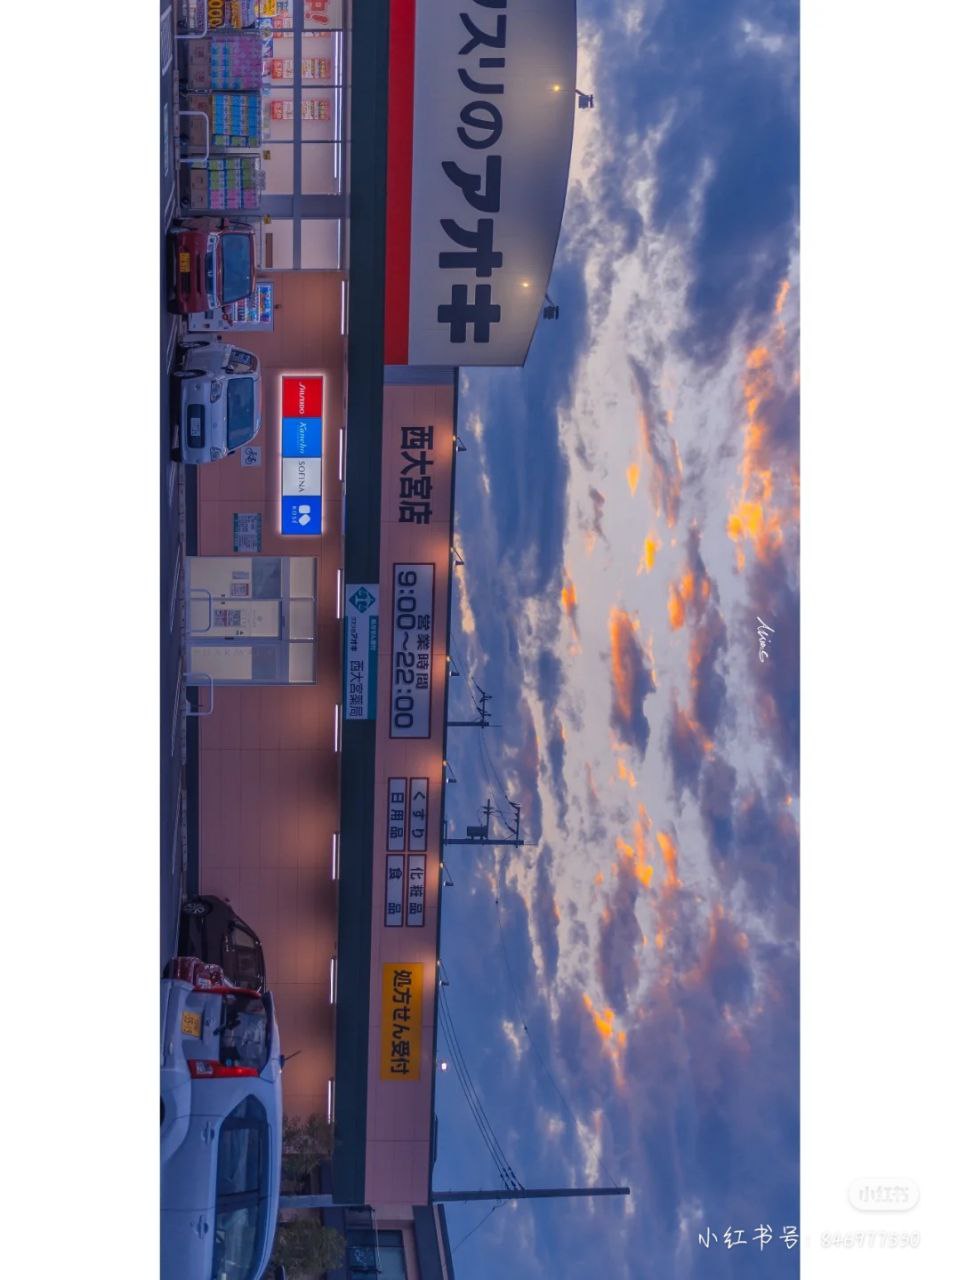 クスリのアオキ
西大宮店
営業時間
9:00～22:00
くすり
化粧品
日用品
食品
処方せん受付
クスリのアオキ 西大宮薬局
SHISEIDO
Kanebo
SOFINA
KOSÉ
小红书
小红书号：846977550